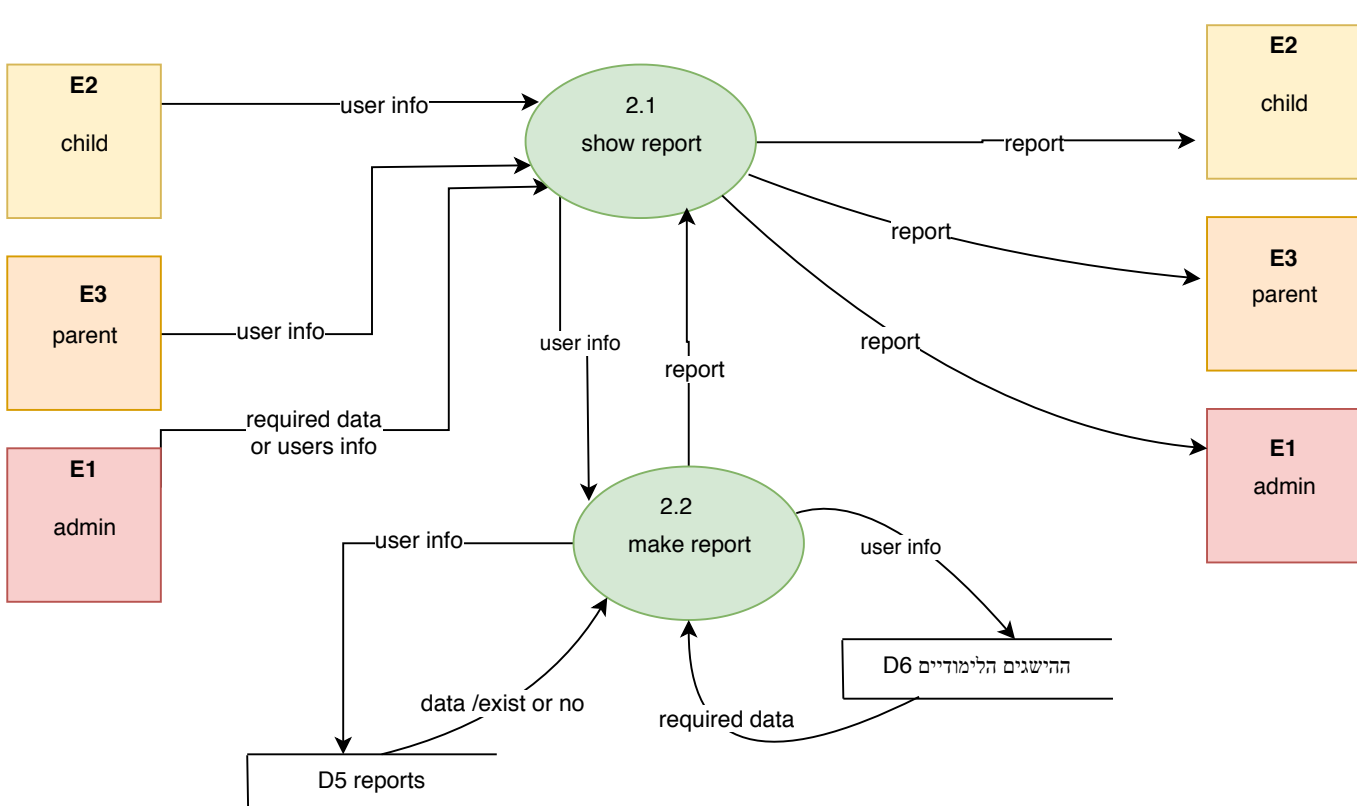 E2
child
E3
parent
E1
admin
user info
user info
required data
or users info
2.1
show report
report
report
report
E2
child
E3
parent
E1
admin
user info
report
2.2
make report
user info
user info
data /exist or no
required data
D5 reports
D6 ההישגים הלימודיים